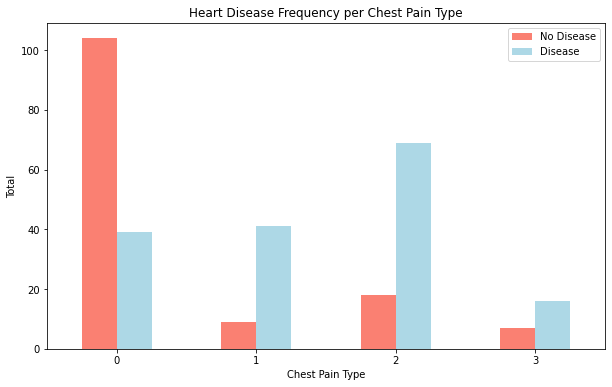 Heart Disease Frequency per Chest Pain Type
No Disease
Disease
100
80
60
40
20
0
Total
0 1 2 3
Chest Pain Type